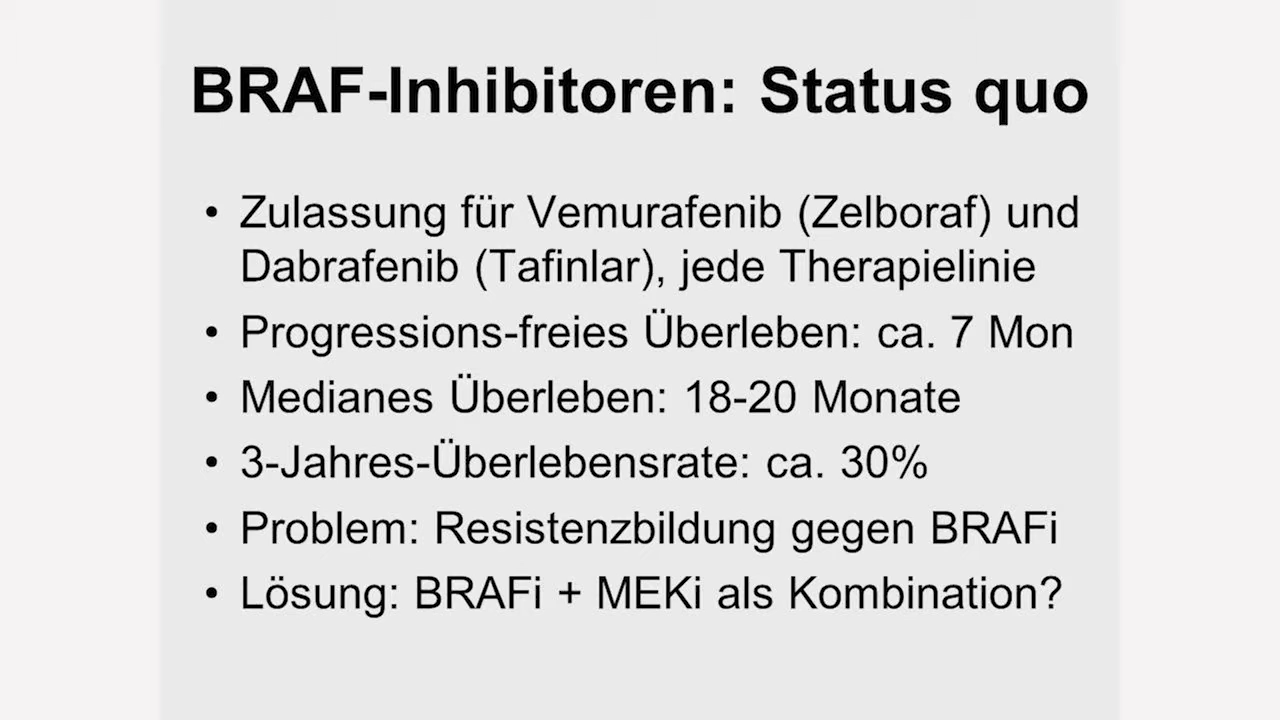 BRAF-Inhibitoren: Status quo
• Zulassung für Vemurafenib (Zelboraf) und
Dabrafenib (Tafinlar), jede Therapielinie
• Progressions-freies Überleben: ca. 7 Mon
• Medianes Überleben: 18-20 Monate
• 3-Jahres-Überlebensrate: ca. 30%
• Problem: Resistenzbildung gegen BRAFi
• Lösung: BRAFi + MEKi als Kombination?